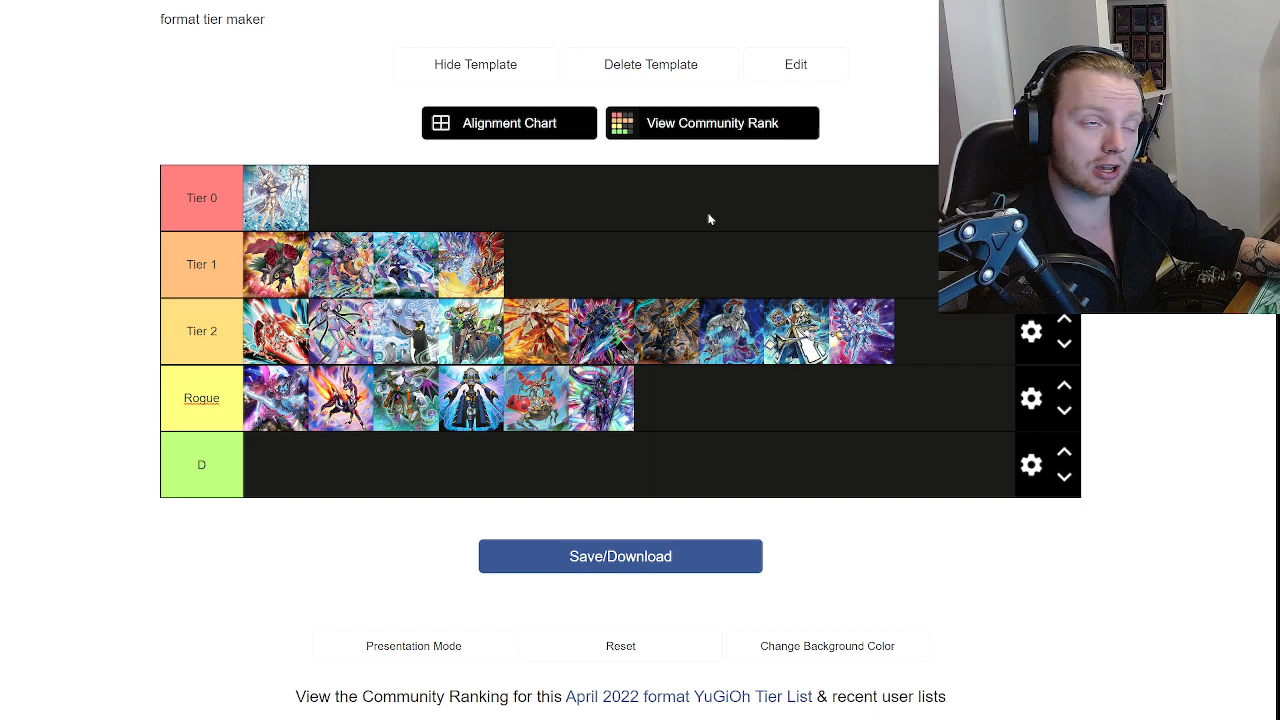 format tier maker
Hide Template
Delete Template
Edit
Alignment Chart
View Community Rank
Tier 0
Tier 1
Tier 2
Rogue
D
Save/Download
Presentation Mode
Reset
Change Background Color
View the Community Ranking for this April 2022 format YuGiOh Tier List & recent user lists